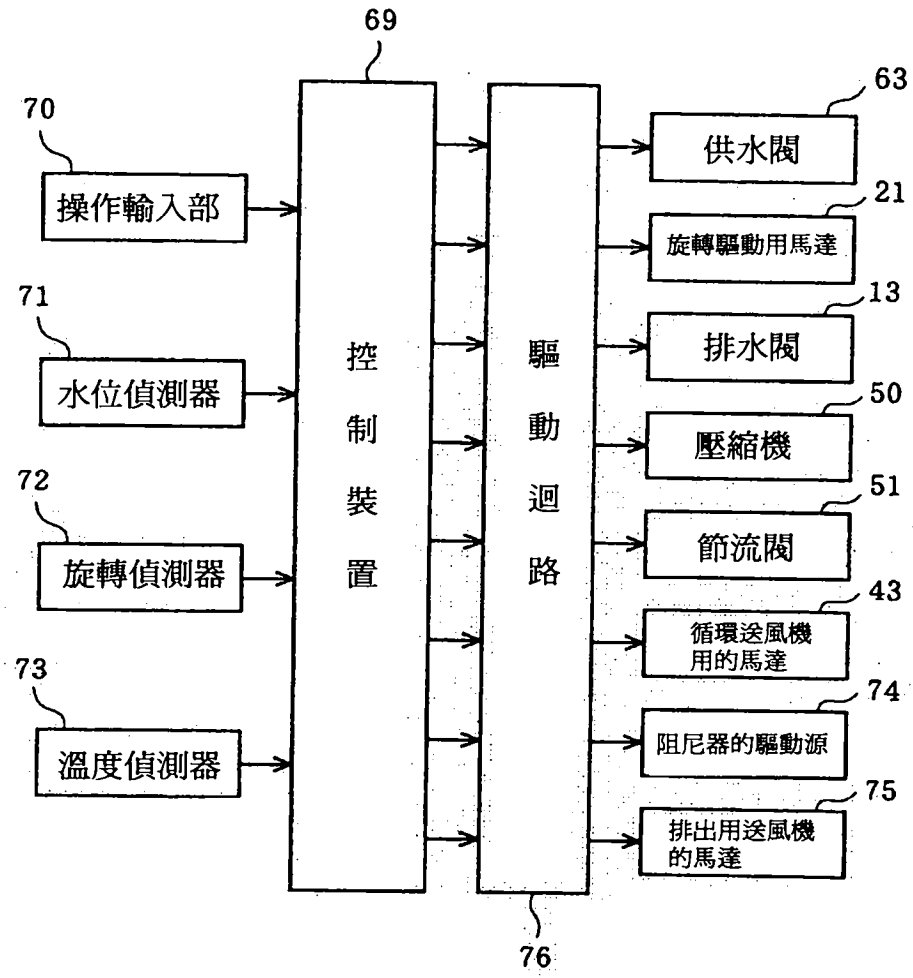 69
控制裝置
70
操作輸入部
71
水位偵測器
72
旋轉偵測器
73
溫度偵測器
驅動迴路
76
63
供水閥
21
旋轉驅動用馬達
13
排水閥
50
壓縮機
51
節流閥
43
循環送風機
用的馬達
74
阻尼器的驅動源
75
排出用送風機
的馬達